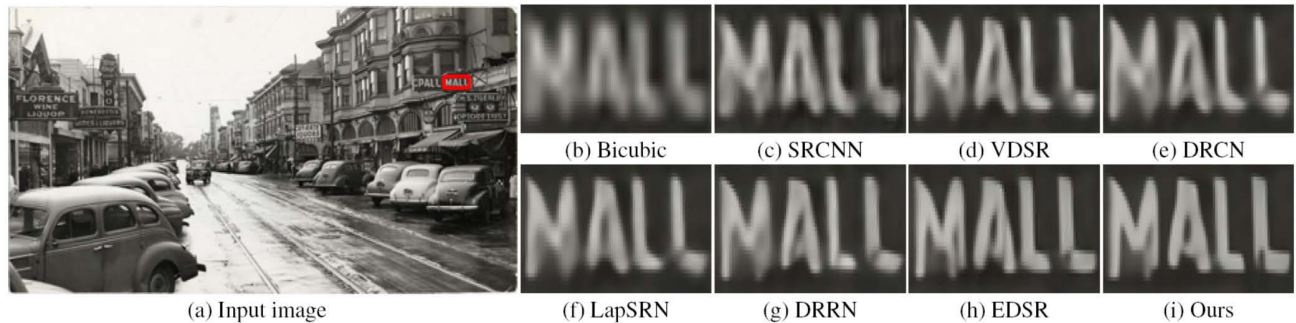 FLORENCE
WINE
LIQUOR
MALL
(a) Input image
MALL
MALL
MALL
MALL
(b) Bicubic
(c) SRCNN
(d) VDSR
(e) DRCN
MALL
MALL
MALL
MALL
(f) LapSRN
(g) DRRN
(h) EDSR
(i) Ours